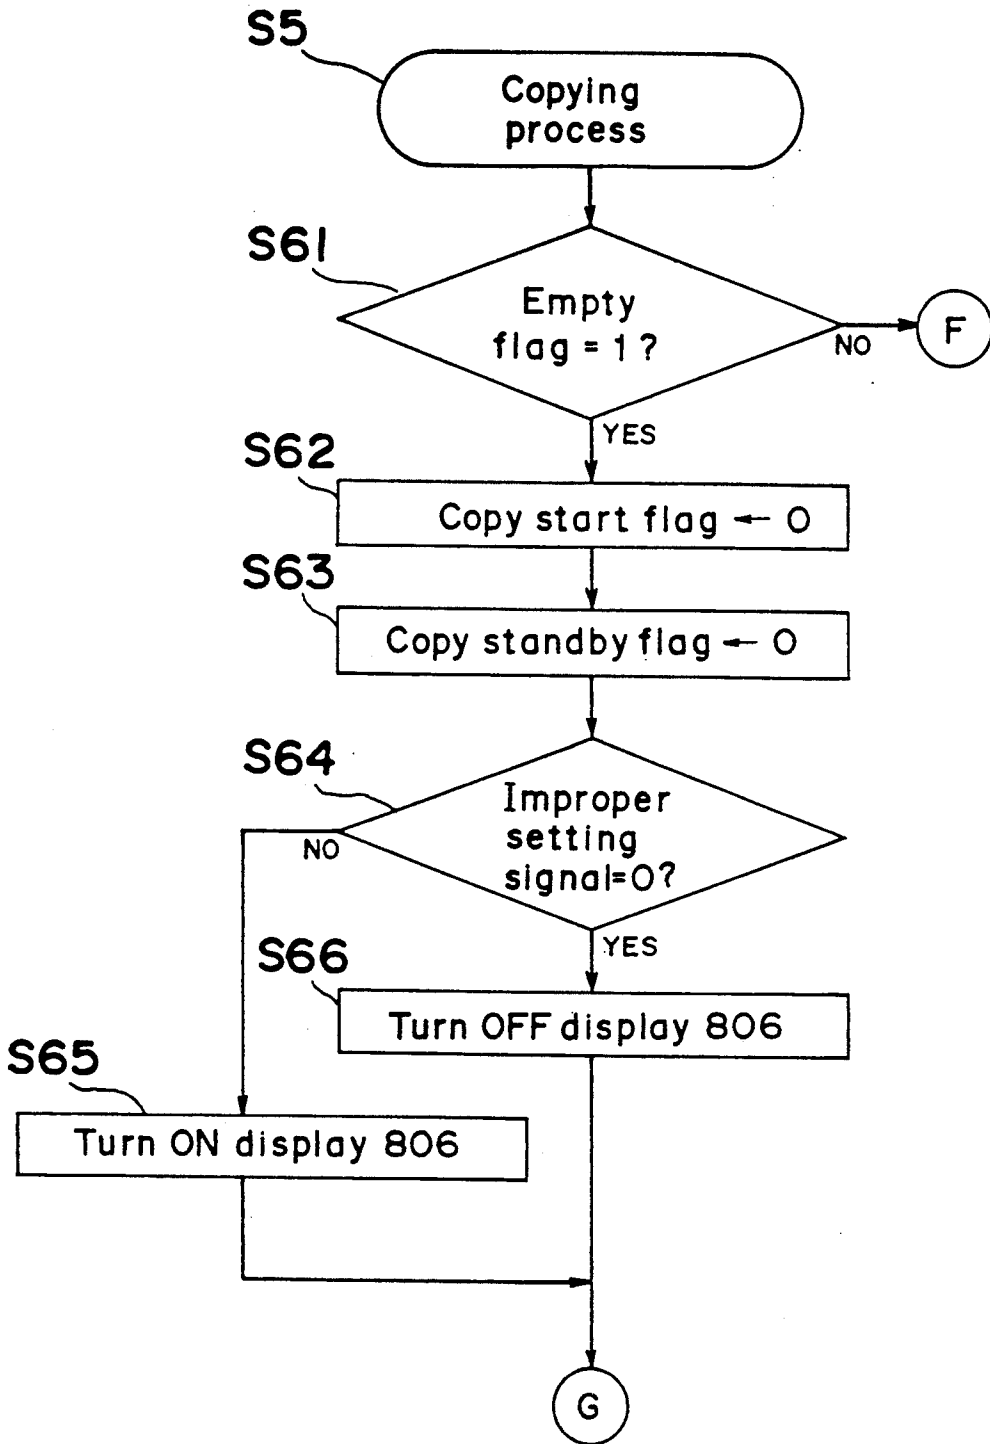 S5
Copying
process
S61
Empty
flag = 1?
NO
F
YES
S62
Copy start flag ← 0
S63
Copy standby flag ← 0
S64
Improper
setting
signal=0?
NO
YES
S66
Turn OFF display 806
S65
Turn ON display 806
G